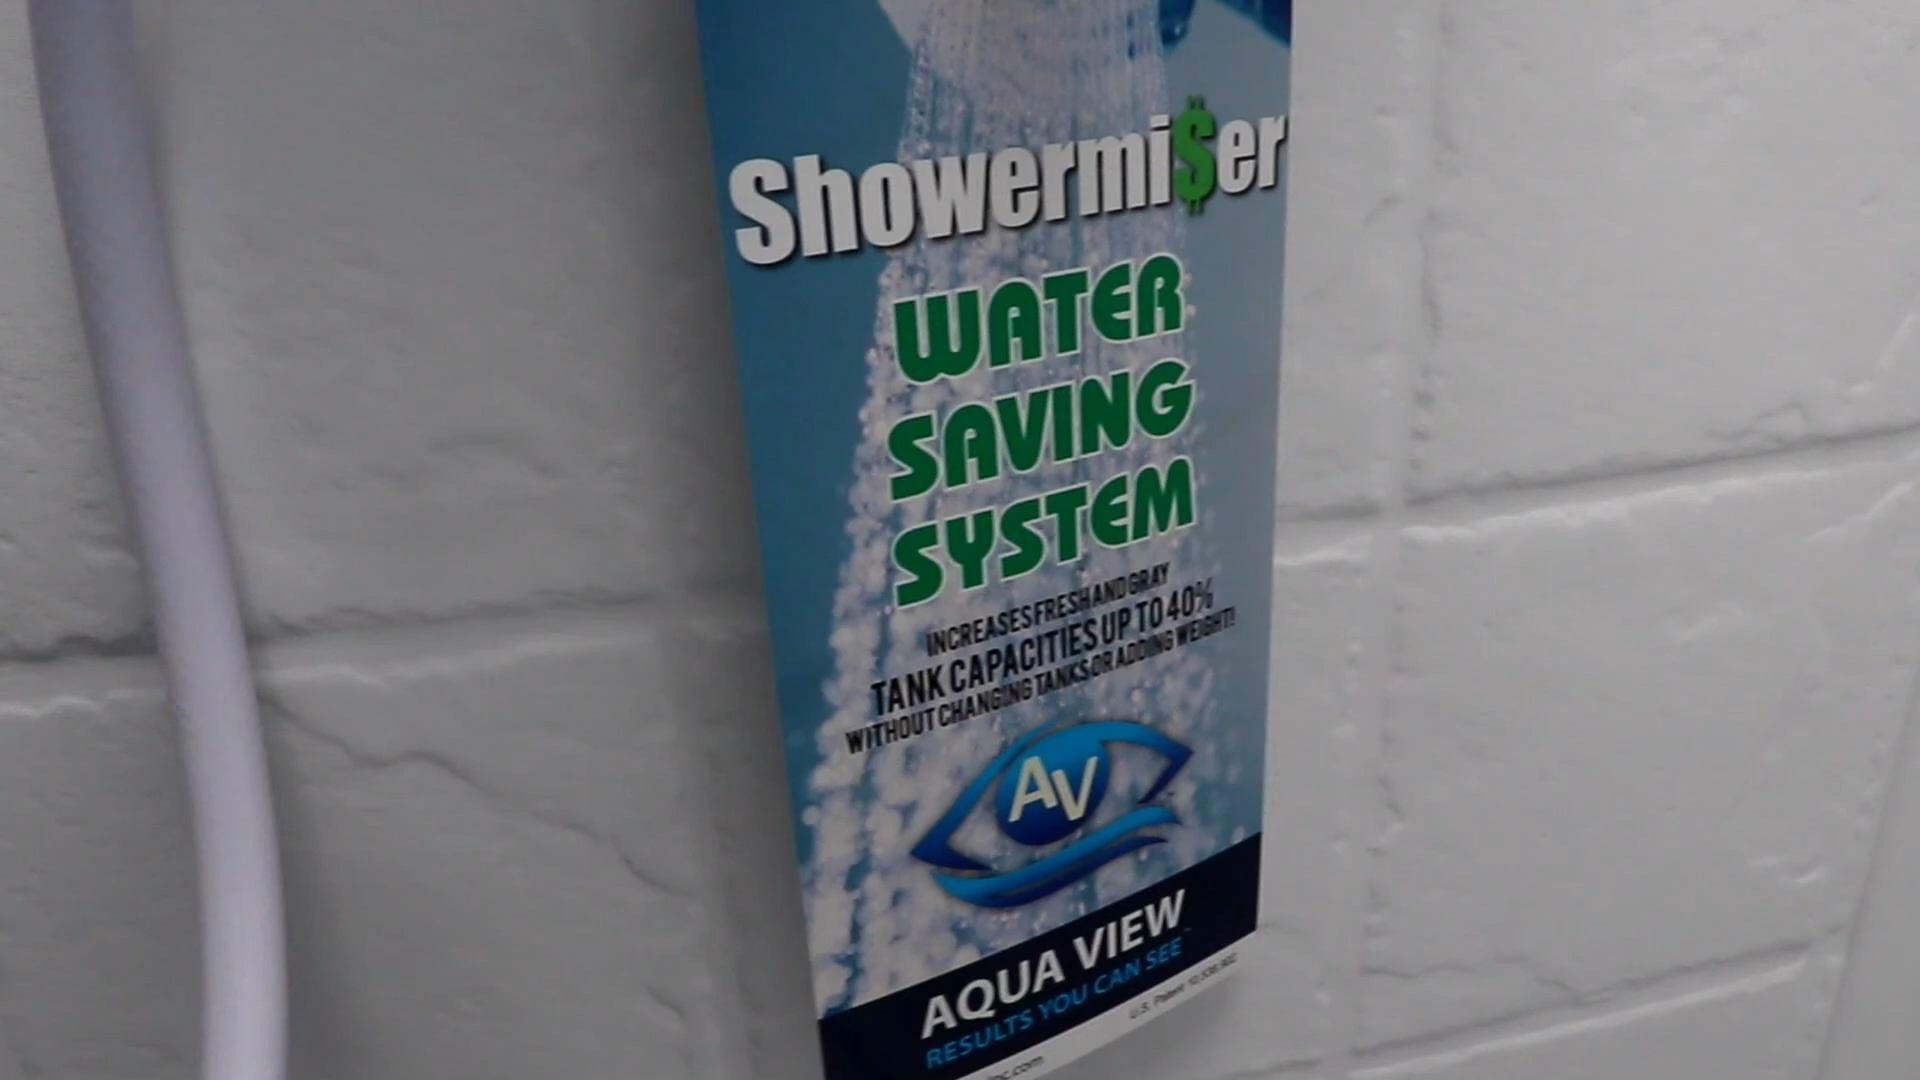 Showermi$er
WATER
SAVING
SYSTEM
INCREASES FRESH AND GRAY
TANK CAPACITIES UP TO 40%
WITHOUT CHANGING TANKS OR ADDING WEIGHT!
AV
AQUA VIEW
RESULTS YOU CAN SEE
U.S. Patent